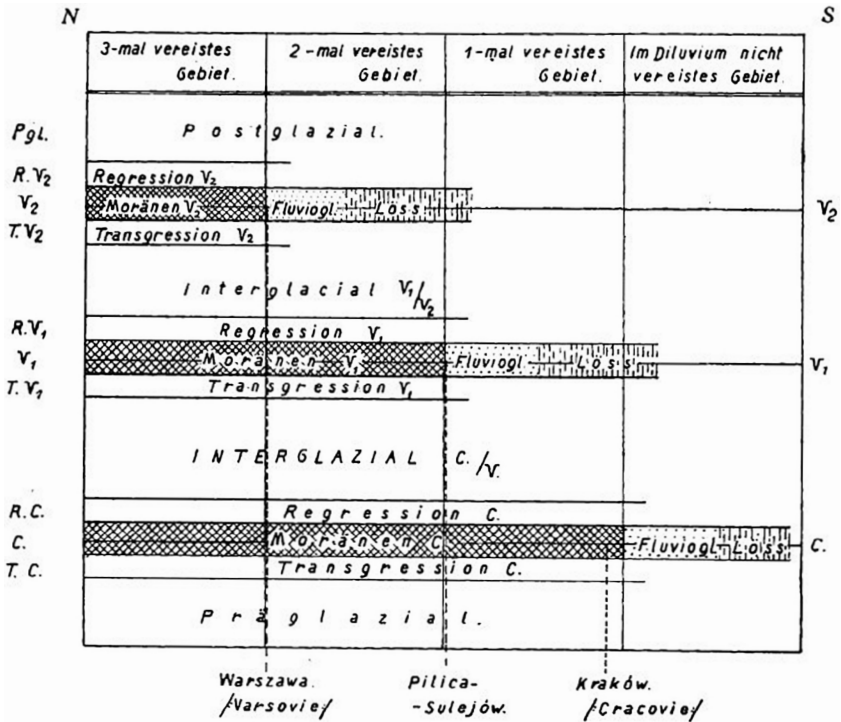 N S
3-mal vereistes Gebiet.
2-mal vereistes Gebiet.
1-mal vereistes Gebiet.
Im Diluvium nicht vereistes Gebiet.
Pgl. Postglazial.
R.V₂ Regression V₂
V₂ Moränen V₂ Fluviogl. Löss. V₂
T.V₂ Transgression V₂
Interglacial V₁/V₂
R.V₁ Regression V₁
V₁ Moränen V₁ Fluviogl. Löss. V₁
T.V₁ Transgression V₁
INTERGLAZIAL C./V.
R.C. Regression C.
C. Moränen C Fluviogl. Löss. C.
T.C. Transgression C.
Präglazial.
Warszawa. Pilica- Kraków.
/Varsovie/ -Sulejów. /Cracovie/